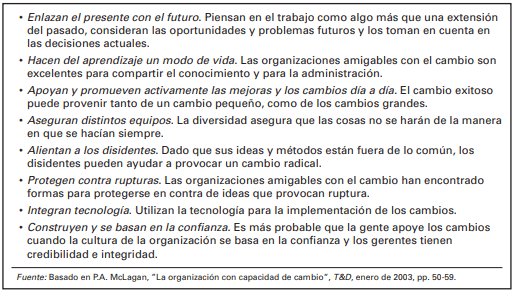 • Enlazan el presente con el futuro. Piensan en el trabajo como algo más que una extensión
del pasado, consideran las oportunidades y problemas futuros y los toman en cuenta en
las decisiones actuales.
• Hacen del aprendizaje un modo de vida. Las organizaciones amigables con el cambio son
excelentes para compartir el conocimiento y para la administración.
• Apoyan y promueven activamente las mejoras y los cambios día a día. El cambio exitoso
puede provenir tanto de un cambio pequeño, como de los cambios grandes.
• Aseguran distintos equipos. La diversidad asegura que las cosas no se harán de la manera
en que se hacían siempre.
• Alientan a los disidentes. Dado que sus ideas y métodos están fuera de lo común, los
disidentes pueden ayudar a provocar un cambio radical.
• Protegen contra rupturas. Las organizaciones amigables con el cambio han encontrado
formas para protegerse en contra de ideas que provocan ruptura.
• Integran tecnología. Utilizan la tecnología para la implementación de los cambios.
• Construyen y se basan en la confianza. Es más probable que la gente apoye los cambios
cuando la cultura de la organización se basa en la confianza y los gerentes tienen
credibilidad e integridad.
Fuente: Basado en P.A. McLagan, "La organización con capacidad de cambio", T&D, enero de 2003, pp. 50-59.